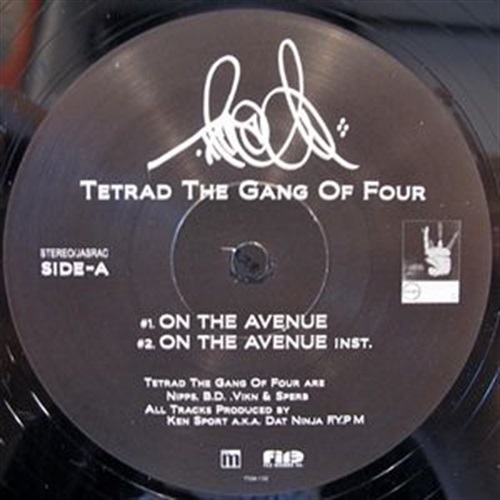 TETRAD THE GANG OF FOUR
STEREO/JASRAC
SIDE-A
#1. ON THE AVENUE
#2. ON THE AVENUE INST.
TETRAD THE GANG OF FOUR ARE
NIPPS, B.D. ,VIKN & SPERB
ALL TRACKS PRODUCED BY
KEN SPORT A.K.A. DAT NINJA
m FILE